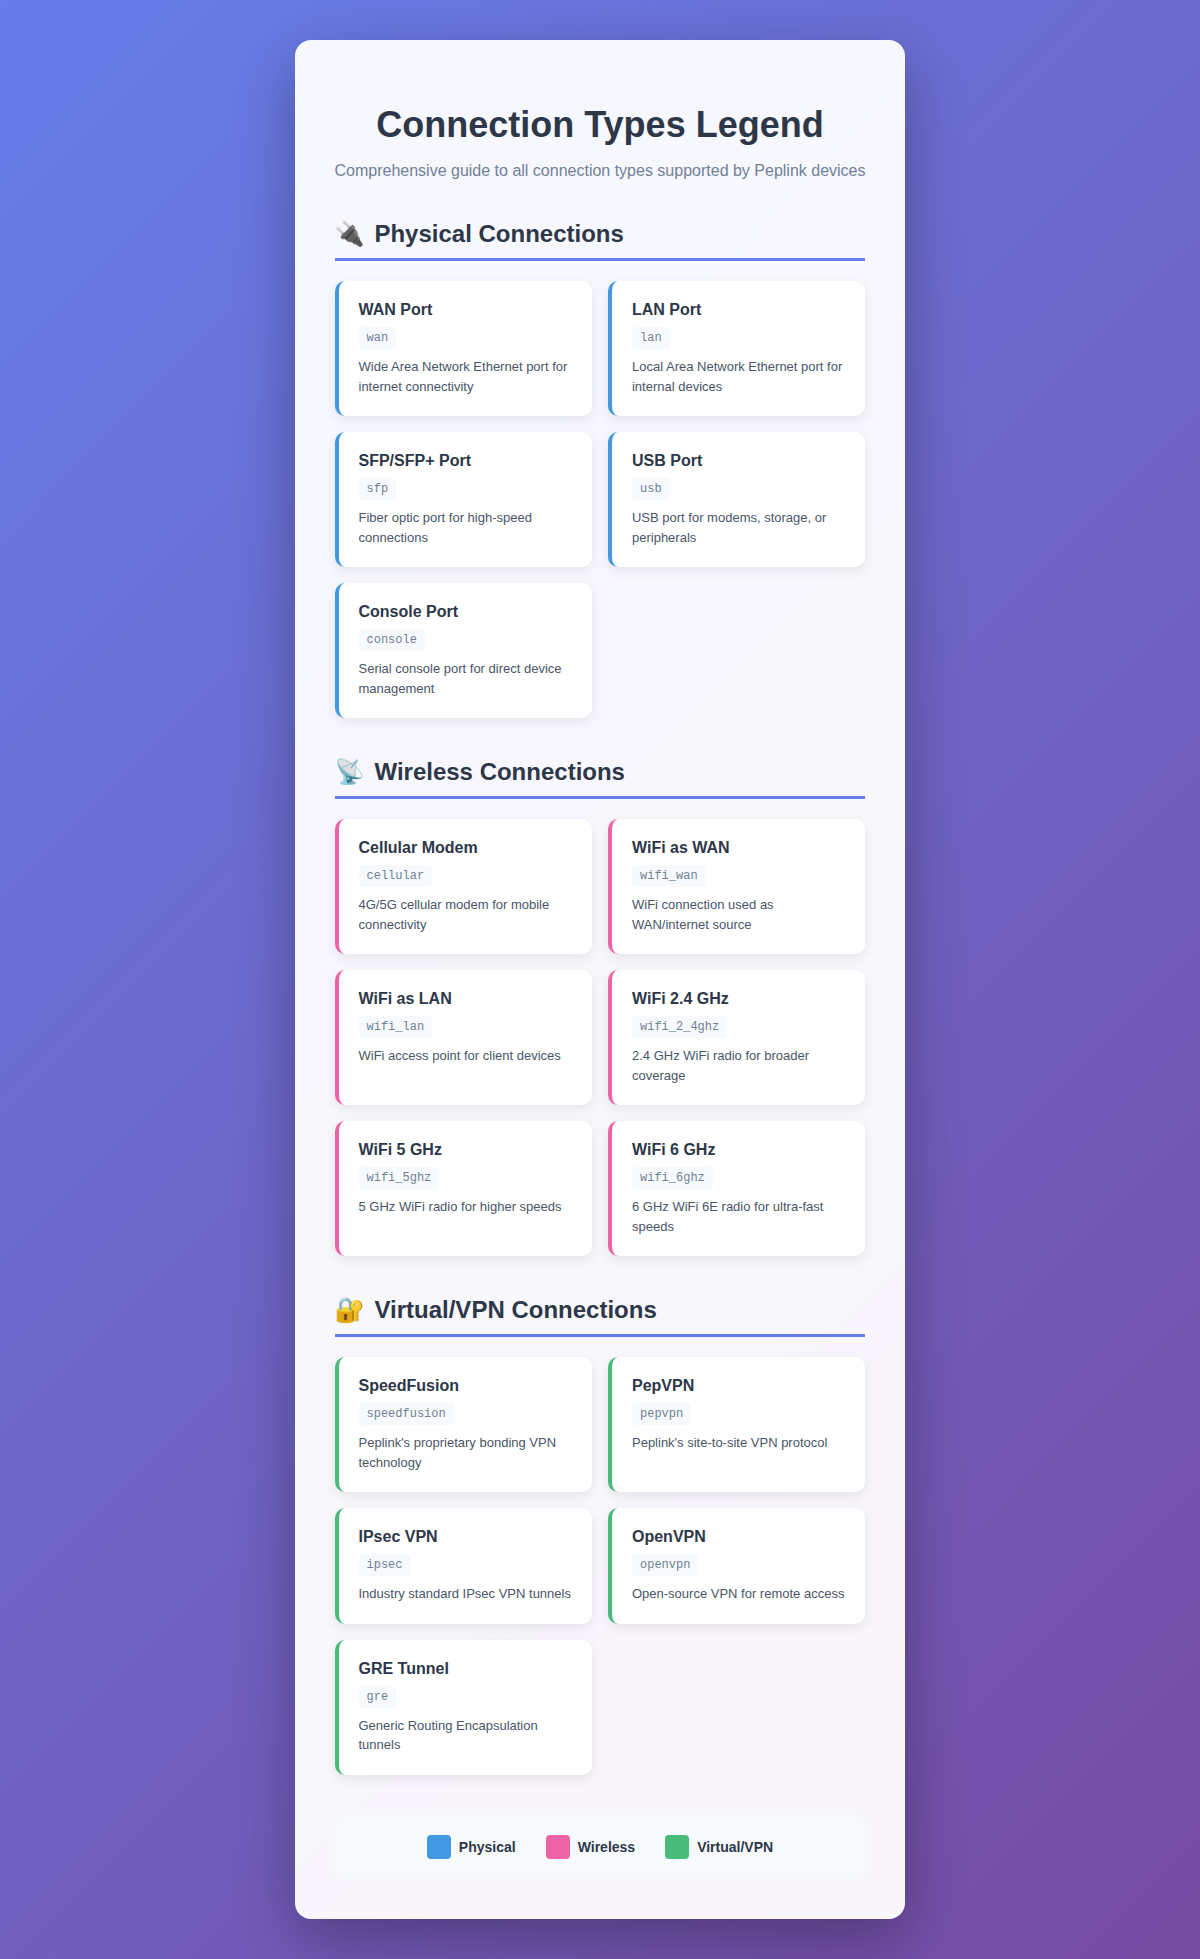 Connection Types Legend
Comprehensive guide to all connection types supported by Peplink devices
🔌 Physical Connections
WAN Port
wan
Wide Area Network Ethernet port for
internet connectivity
LAN Port
lan
Local Area Network Ethernet port for
internal devices
SFP/SFP+ Port
sfp
Fiber optic port for high-speed
connections
USB Port
usb
USB port for modems, storage, or
peripherals
Console Port
console
Serial console port for direct device
management
📡 Wireless Connections
Cellular Modem
cellular
4G/5G cellular modem for mobile
connectivity
WiFi as WAN
wifi_wan
WiFi connection used as
WAN/internet source
WiFi as LAN
wifi_lan
WiFi access point for client devices
WiFi 2.4 GHz
wifi_2_4ghz
2.4 GHz WiFi radio for broader
coverage
WiFi 5 GHz
wifi_5ghz
5 GHz WiFi radio for higher speeds
WiFi 6 GHz
wifi_6ghz
6 GHz WiFi 6E radio for ultra-fast
speeds
🔐 Virtual/VPN Connections
SpeedFusion
speedfusion
Peplink's proprietary bonding VPN
technology
PepVPN
pepvpn
Peplink's site-to-site VPN protocol
IPsec VPN
ipsec
Industry standard IPsec VPN tunnels
OpenVPN
openvpn
Open-source VPN for remote access
GRE Tunnel
gre
Generic Routing Encapsulation
tunnels
Physical
Wireless
Virtual/VPN